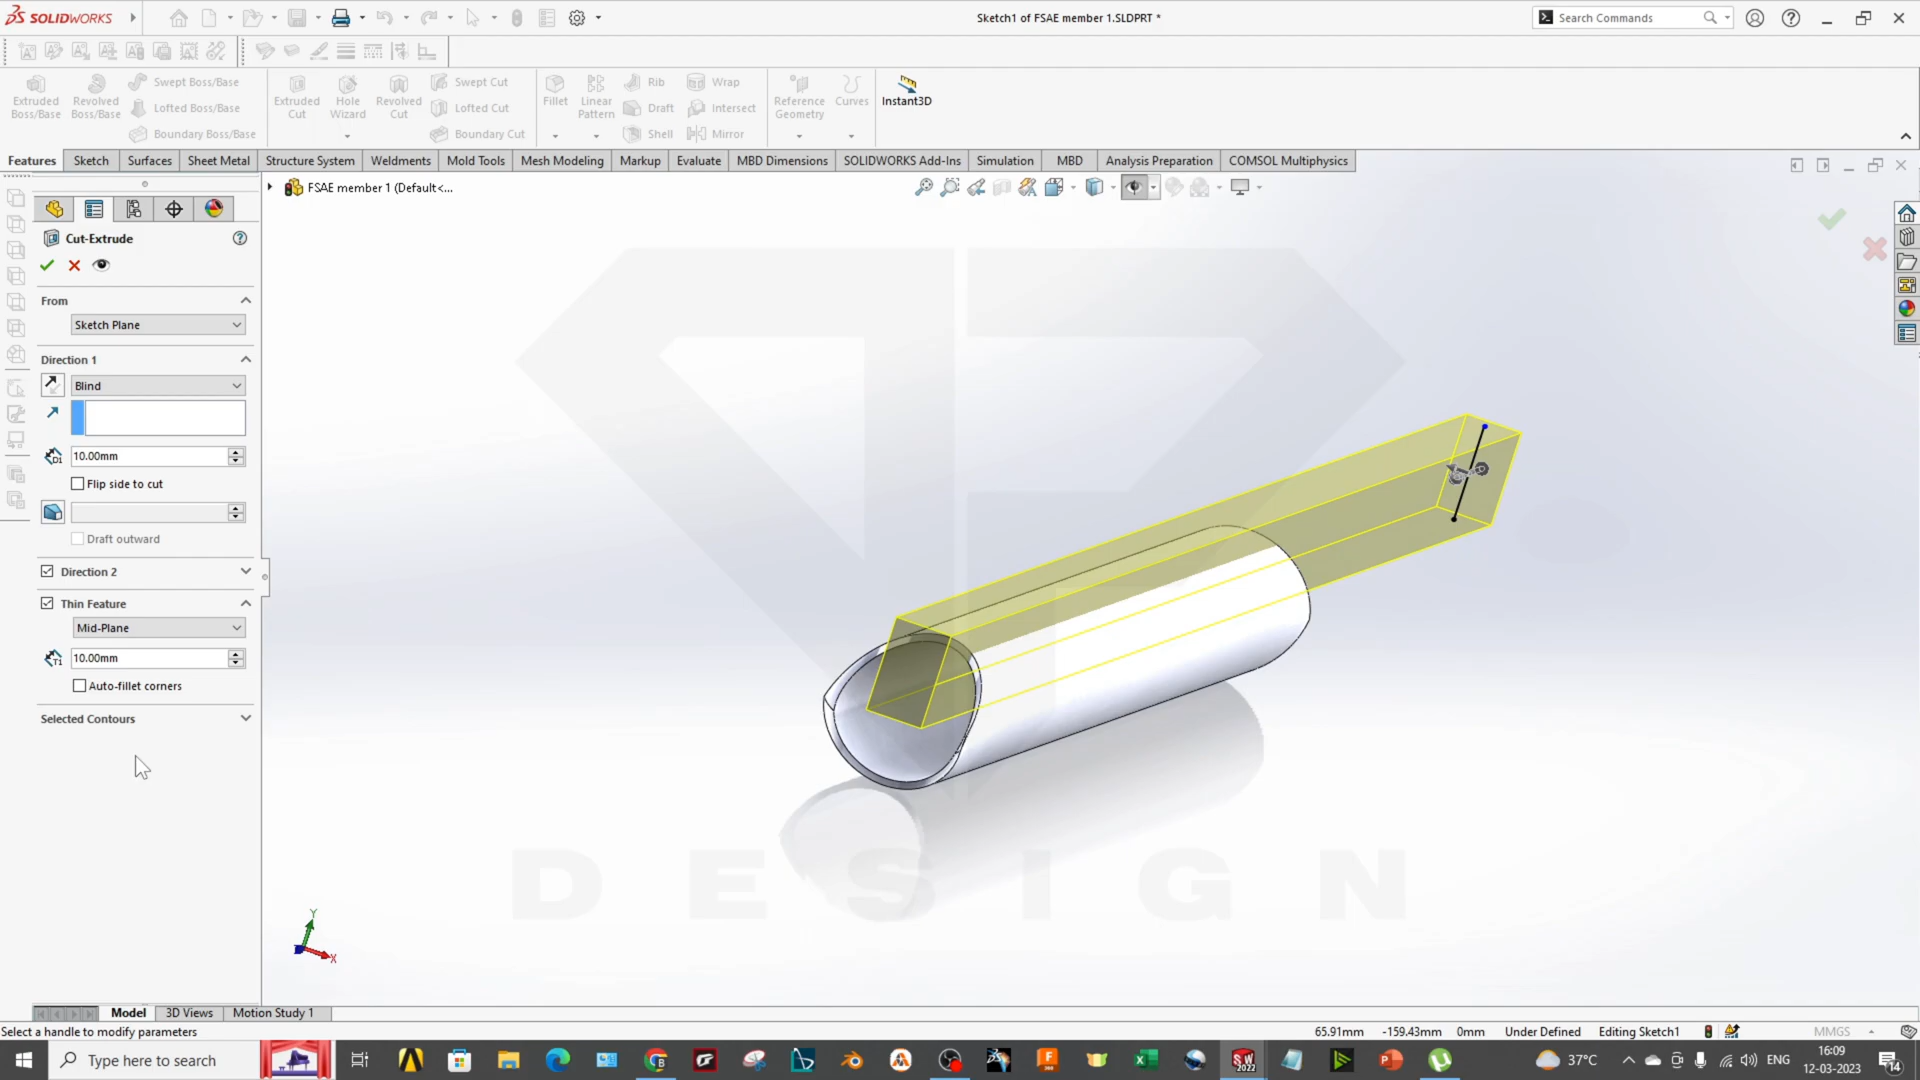 SOLIDWORKS
Sketch1 of FSAE member 1.SLDPRT *
Search Commands
Extruded Boss/Base
Revolved Boss/Base
Swept Boss/Base
Lofted Boss/Base
Boundary Boss/Base
Extruded Cut
Hole Wizard
Revolved Cut
Swept Cut
Lofted Cut
Boundary Cut
Fillet
Linear Pattern
Rib
Draft
Shell
Wrap
Intersect
Mirror
Reference Geometry
Curves
Instant3D
Features
Sketch
Surfaces
Sheet Metal
Structure System
Weldments
Mold Tools
Mesh Modeling
Markup
Evaluate
MBD Dimensions
SOLIDWORKS Add-Ins
Simulation
MBD
Analysis Preparation
COMSOL Multiphysics
FSAE member 1 (Default<...
Cut-Extrude
From
Sketch Plane
Direction 1
Blind
10.00mm
Flip side to cut
Draft outward
Direction 2
Thin Feature
Mid-Plane
10.00mm
Auto-fillet corners
Selected Contours
DESIGN
Y
X
Model
3D Views
Motion Study 1
Select a handle to modify parameters
65.91mm
-159.43mm
0mm
Under Defined
Editing Sketch1
MMGS
Type here to search
37°C
ENG
16:09
12-03-2023
14